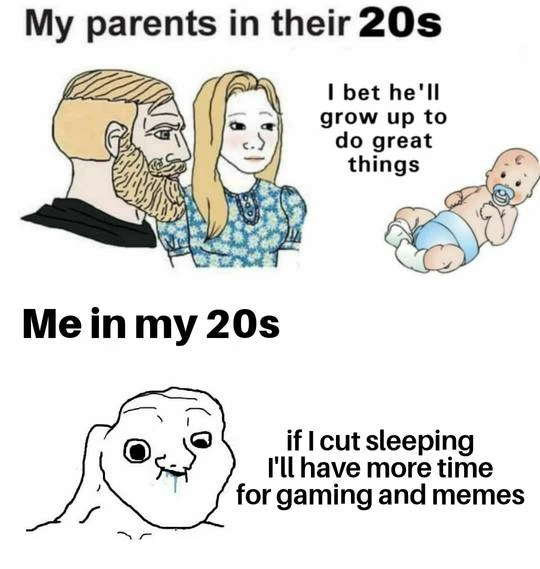 My parents in their 20s
I bet he'll
grow up to
do great
things
Me in my 20s
if I cut sleeping
I'll have more time
for gaming and memes